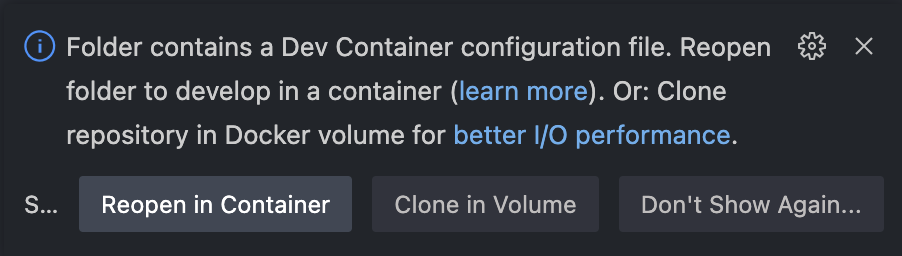 Folder contains a Dev Container configuration file. Reopen
folder to develop in a container (learn more). Or: Clone
repository in Docker volume for better I/O performance.
S... Reopen in Container Clone in Volume Don't Show Again...